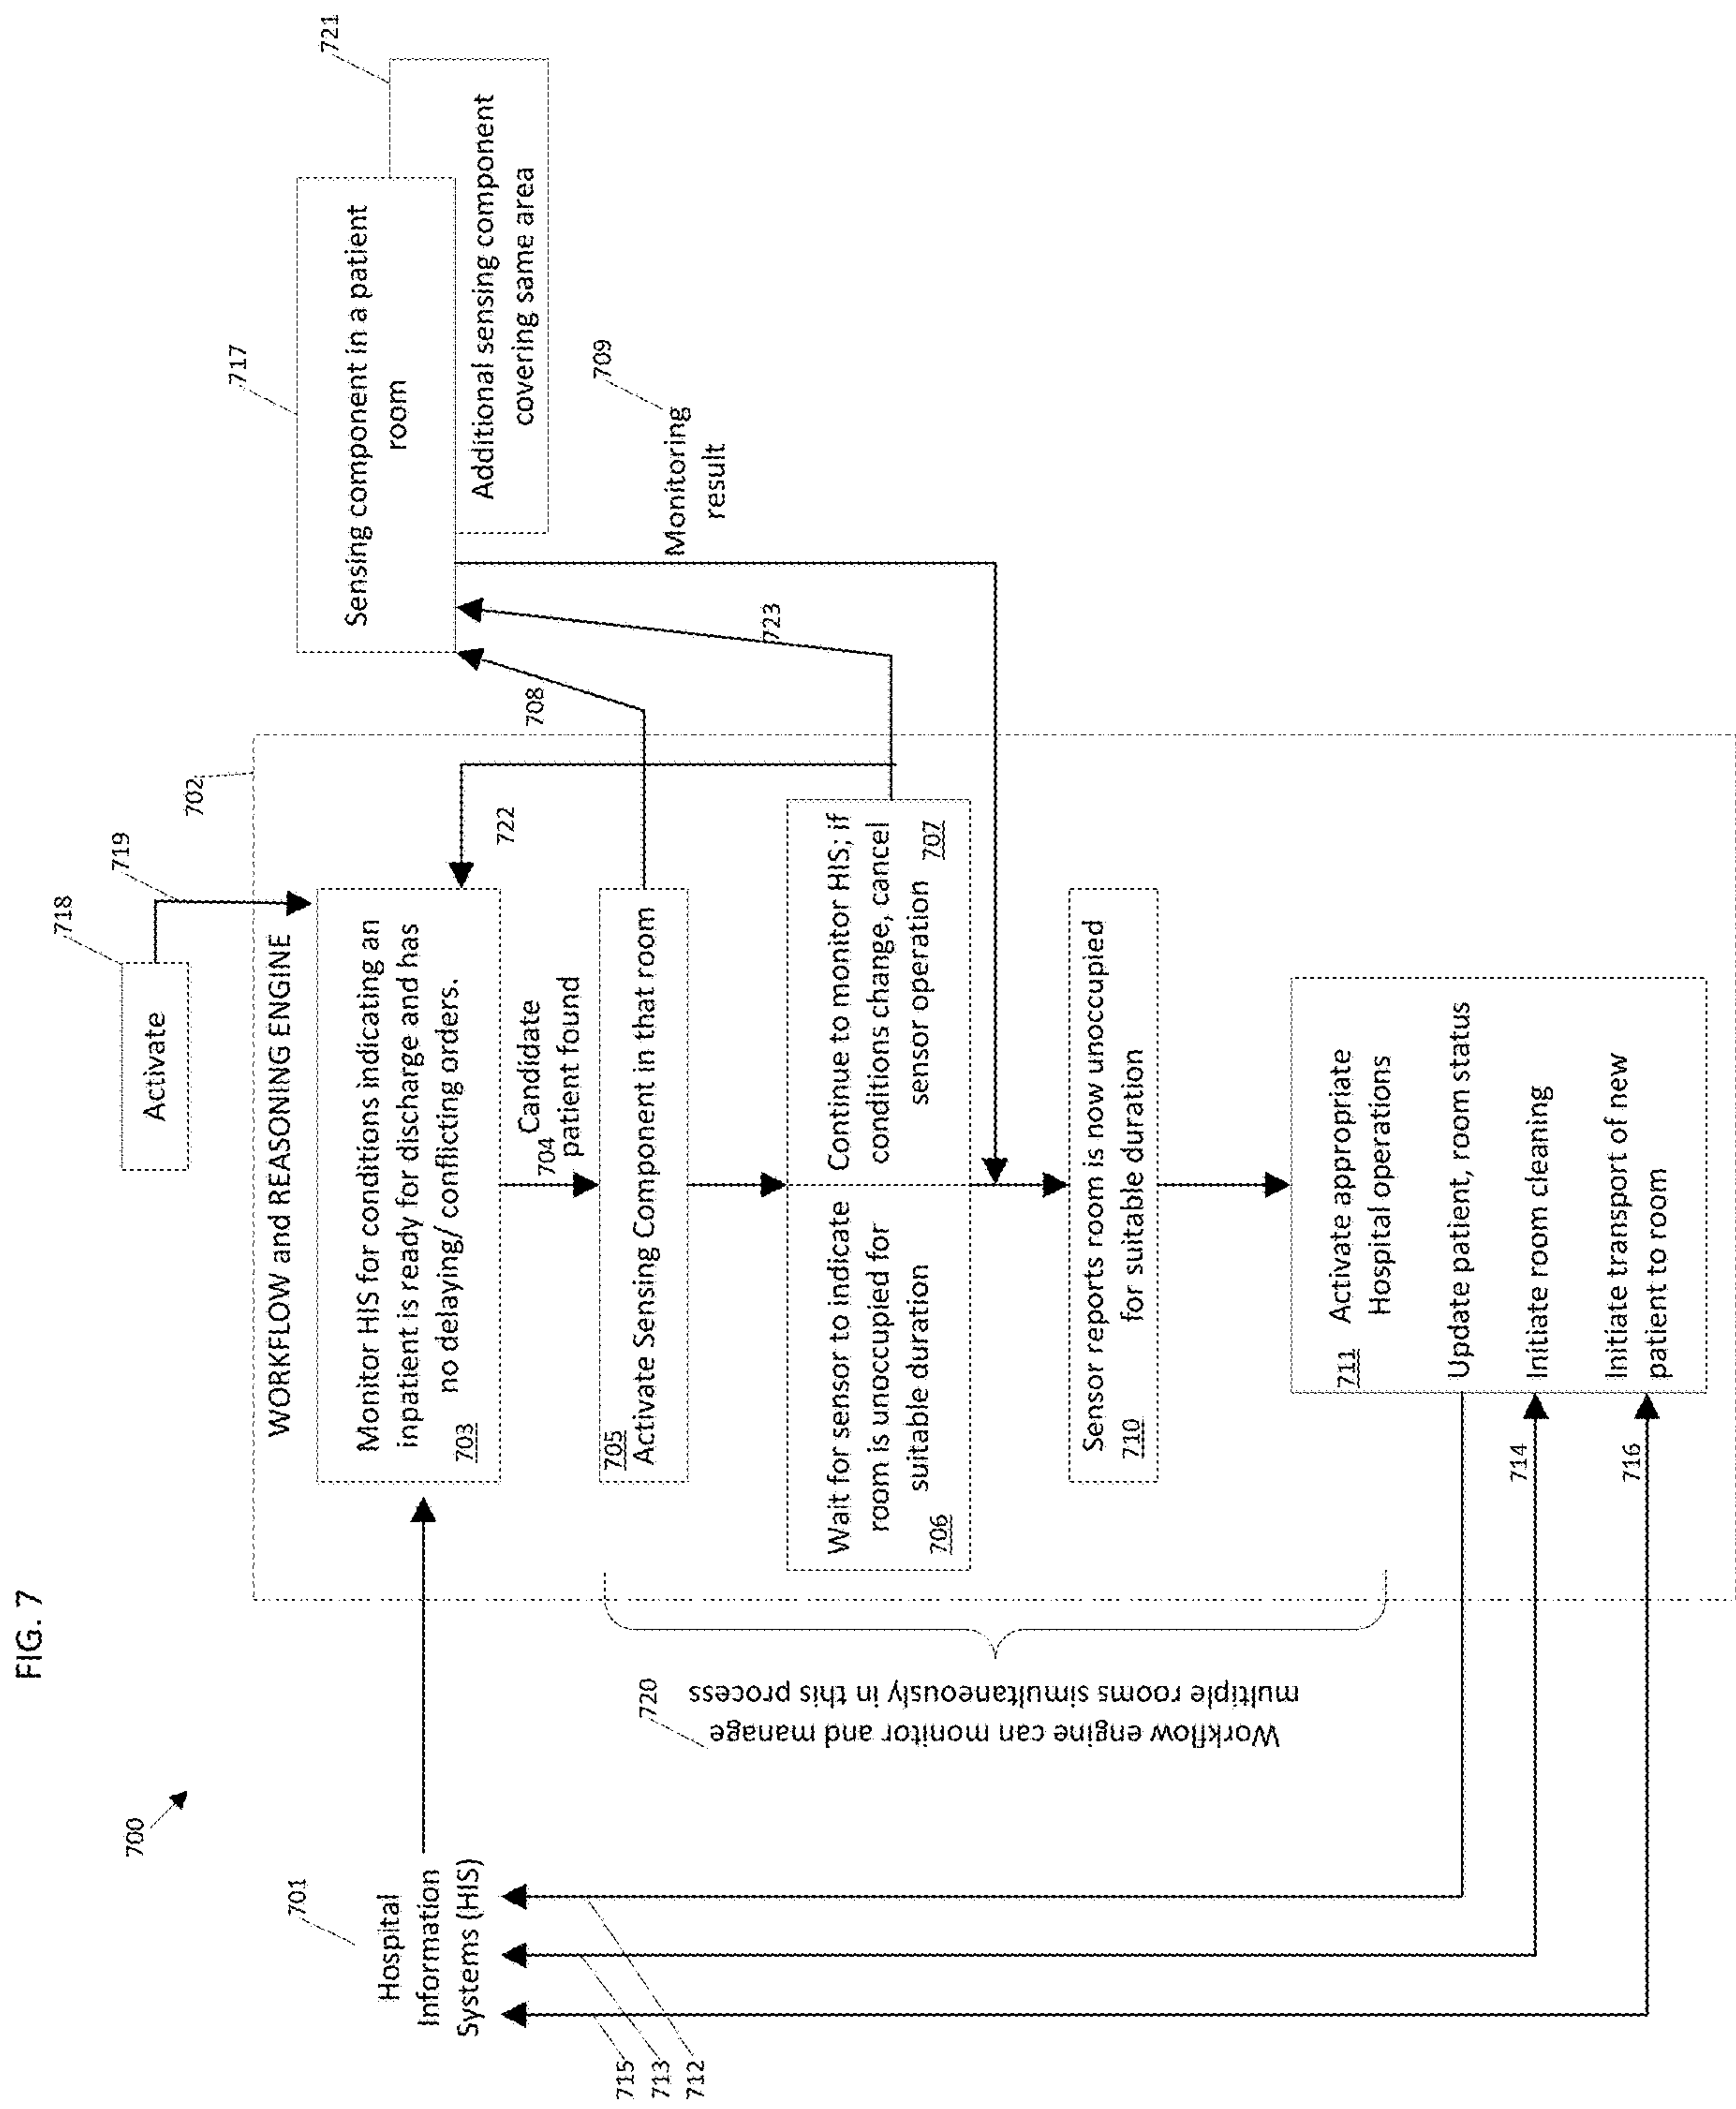 FIG. 7
700
701
Hospital
Information
Systems (HIS)
715
713
712
718
Activate
719
702
WORKFLOW and REASONING ENGINE
Monitor HIS for conditions indicating an
inpatient is ready for discharge and has
no delaying/ conflicting orders.
703
722
704
Candidate
patient found
705
Activate Sensing Component in that room
708
Wait for sensor to indicate
room is unoccupied for
suitable duration
706
Continue to monitor HIS; if
conditions change, cancel
sensor operation
707
723
Sensor reports room is now unoccupied
for suitable duration
710
711
Activate appropriate
Hospital operations
Update patient, room status
Initiate room cleaning
Initiate transport of new
patient to room
714
716
720
Workflow engine can monitor and manage
multiple rooms simultaneously in this process
717
Sensing component in a patient
room
721
Additional sensing component
covering same area
709
Monitoring
result